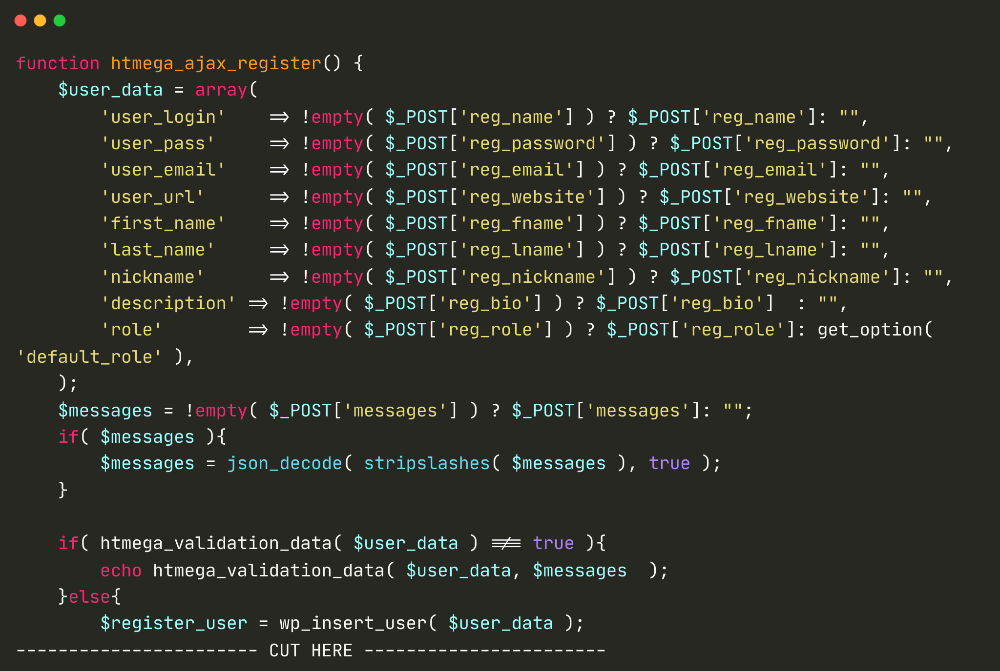 function htmega_ajax_register() {
    $user_data = array(
        'user_login'    => !empty( $_POST['reg_name'] ) ? $_POST['reg_name']: "",
        'user_pass'     => !empty( $_POST['reg_password'] ) ? $_POST['reg_password']: "",
        'user_email'    => !empty( $_POST['reg_email'] ) ? $_POST['reg_email']: "",
        'user_url'      => !empty( $_POST['reg_website'] ) ? $_POST['reg_website']: "",
        'first_name'    => !empty( $_POST['reg_fname'] ) ? $_POST['reg_fname']: "",
        'last_name'     => !empty( $_POST['reg_lname'] ) ? $_POST['reg_lname']: "",
        'nickname'      => !empty( $_POST['reg_nickname'] ) ? $_POST['reg_nickname']: "",
        'description' => !empty( $_POST['reg_bio'] ) ? $_POST['reg_bio']  : "",
        'role'        => !empty( $_POST['reg_role'] ) ? $_POST['reg_role']: get_option(
'default_role' ),
    );
    $messages = !empty( $_POST['messages'] ) ? $_POST['messages']: "";
    if( $messages ){
        $messages = json_decode( stripslashes( $messages ), true );
    }

    if( htmega_validation_data( $user_data ) !== true ){
        echo htmega_validation_data( $user_data, $messages  );
    }else{
        $register_user = wp_insert_user( $user_data );
----------------------- CUT HERE -----------------------